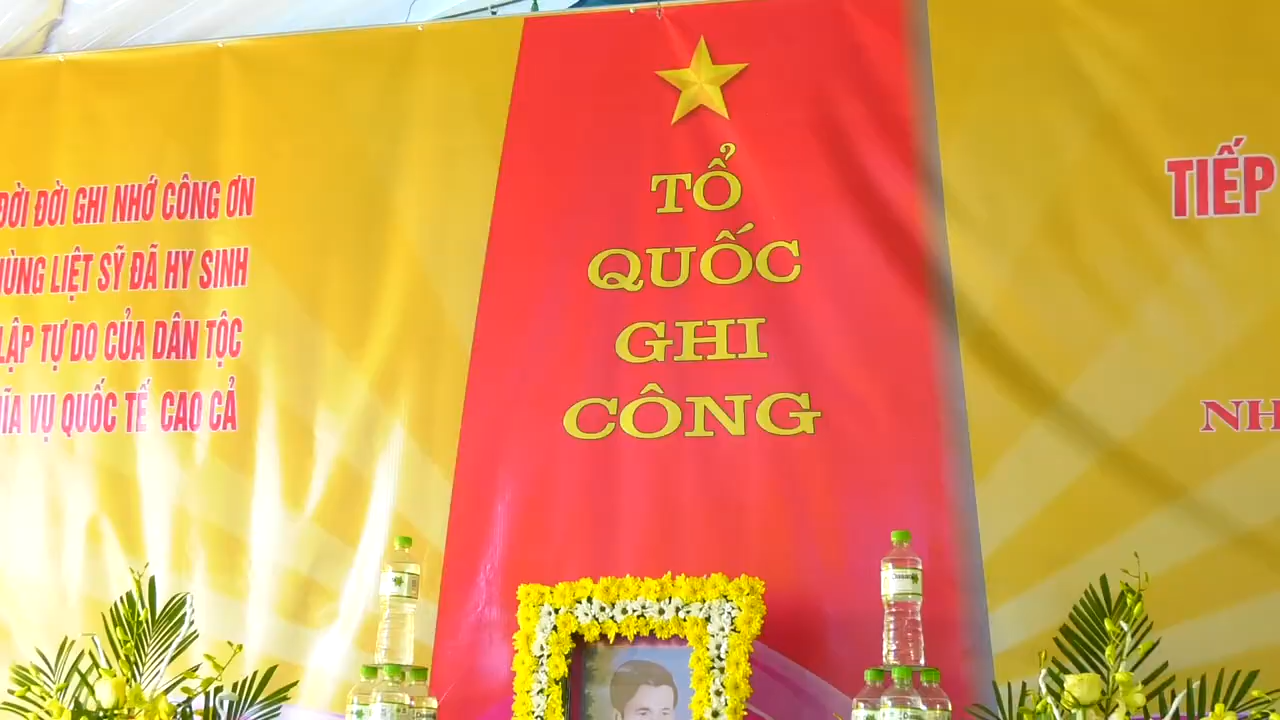 ĐỜI ĐỜI GHI NHỚ CÔNG ƠN
LIỆT SỸ ĐÃ HY SINH
LẬP TỰ DO CỦA DÂN TỘC
VỤ QUỐC TẾ CAO CẢ
TỔ
QUỐC
GHI
CÔNG
TIẾP